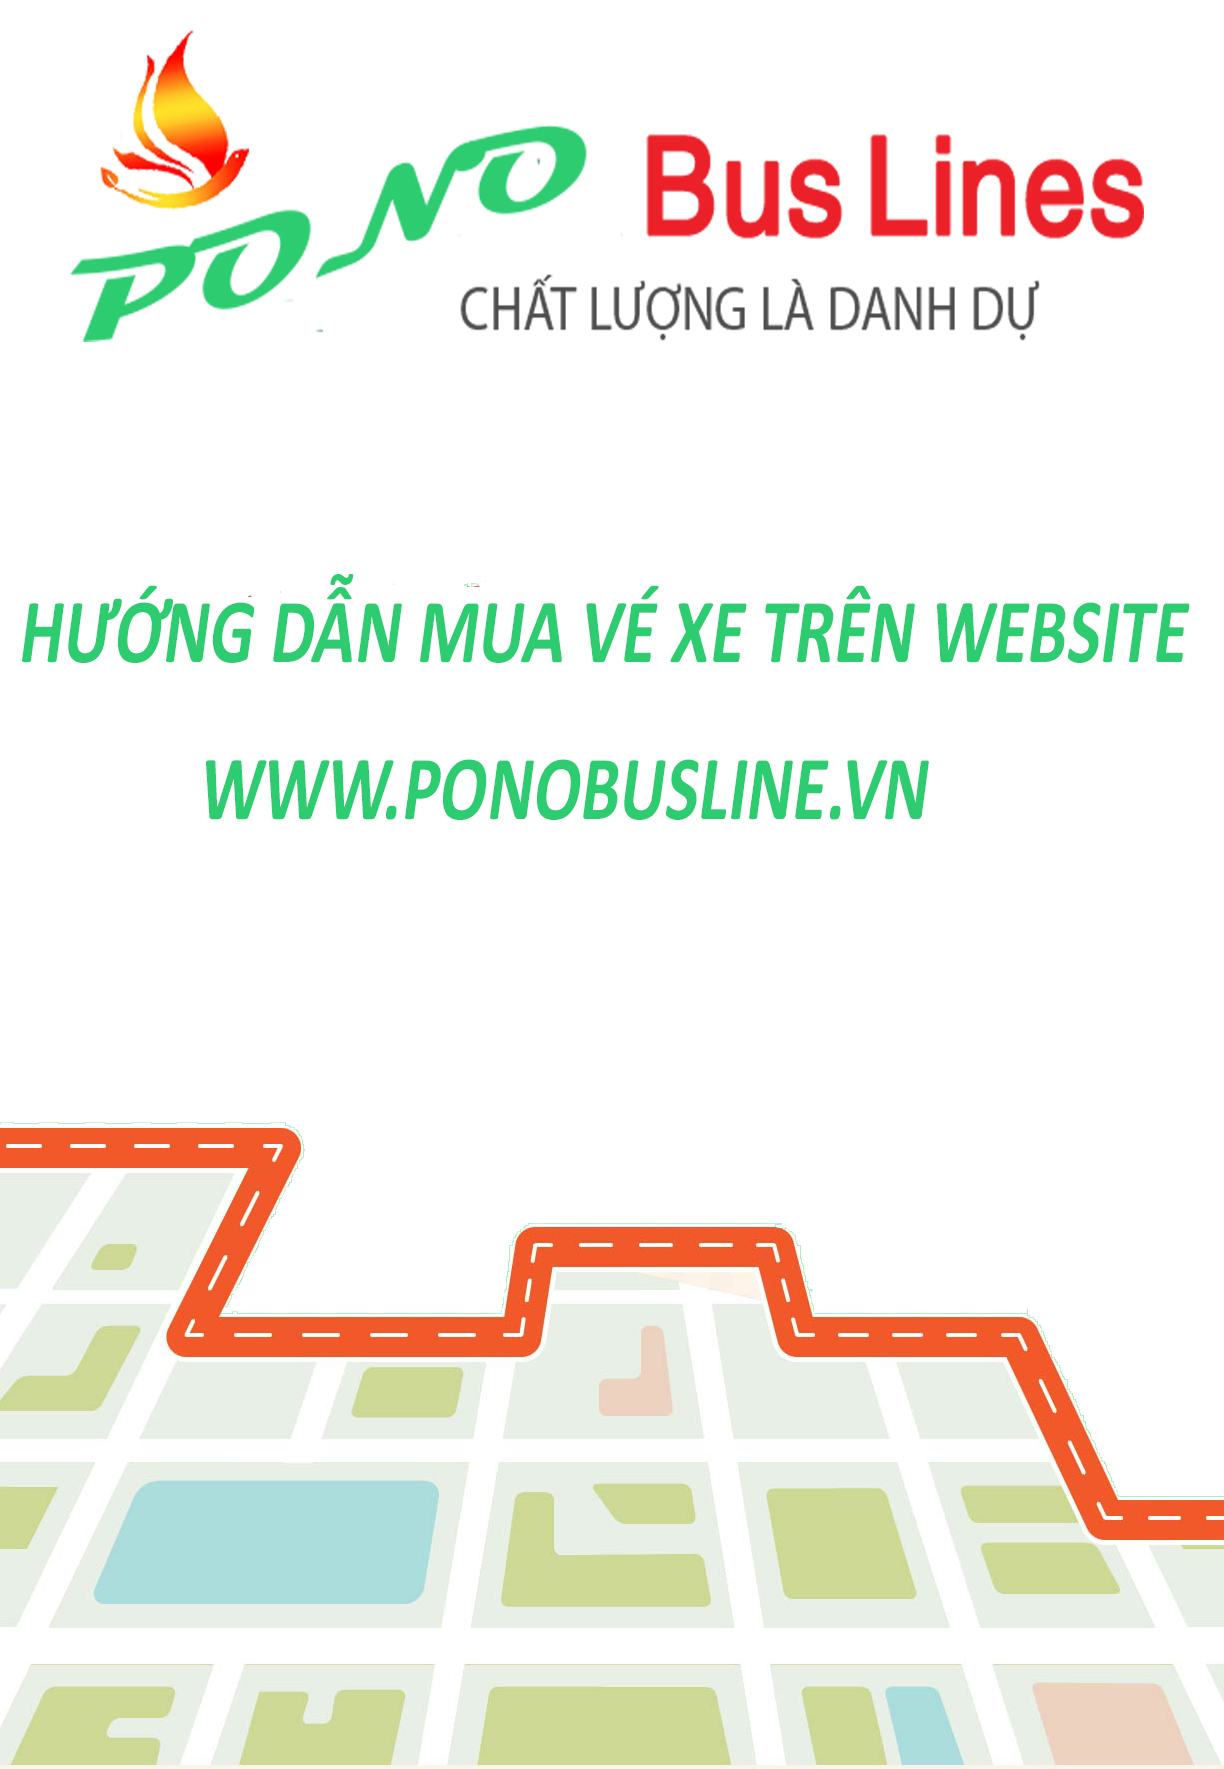 PONO Bus Lines
CHẤT LƯỢNG LÀ DANH DỰ
HƯỚNG DẪN MUA VÉ XE TRÊN WEBSITE
WWW.PONOBUSLINE.VN